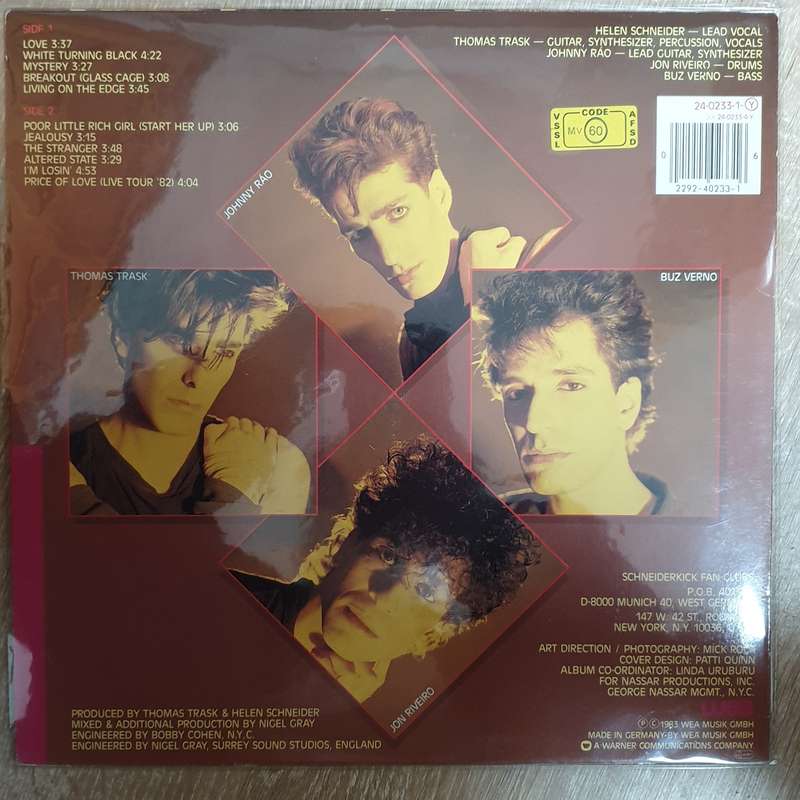 SIDE 1
LOVE 3:37
WHITE TURNING BLACK 4:22
MYSTERY 3:27
BREAKOUT (GLASS CAGE) 3:08
LIVING ON THE EDGE 3:45
SIDE 2
POOR LITTLE RICH GIRL (START HER UP) 3:06
JEALOUSY 3:15
THE STRANGER 3:48
ALTERED STATE 3:29
I'M LOSIN' 4:53
PRICE OF LOVE (LIVE TOUR '82) 4:04
HELEN SCHNEIDER — LEAD VOCAL
THOMAS TRASK — GUITAR, SYNTHESIZER, PERCUSSION, VOCALS
JOHNNY RÁO — LEAD GUITAR, SYNTHESIZER
JON RIVEIRO — DRUMS
BUZ VERNO — BASS
CODE
VSSL
MV 60
AFSD
24-0233-1 Y
0 6
2292-40233-1
JOHNNY RÁO
THOMAS TRASK
BUZ VERNO
JON RIVEIRO
SCHNEIDERKICK FAN CLUBS
P.O.B.
D-8000 MUNICH 40, WEST
147 W. 42 ST.,
NEW YORK, N.Y. 10036,
ART DIRECTION / PHOTOGRAPHY: MICK
COVER DESIGN: PATTI QUINN
ALBUM CO-ORDINATOR: LINDA URUBURU
FOR NASSAR PRODUCTIONS, INC.
GEORGE NASSAR MGMT., N.Y.C.
PRODUCED BY THOMAS TRASK & HELEN SCHNEIDER
MIXED & ADDITIONAL PRODUCTION BY NIGEL GRAY
ENGINEERED BY BOBBY COHEN, N.Y.C.
ENGINEERED BY NIGEL GRAY, SURREY SOUND STUDIOS, ENGLAND
℗ © 1983 WEA MUSIK GMBH
MADE IN GERMANY·BY WEA MUSIK GMBH
A WARNER COMMUNICATIONS COMPANY